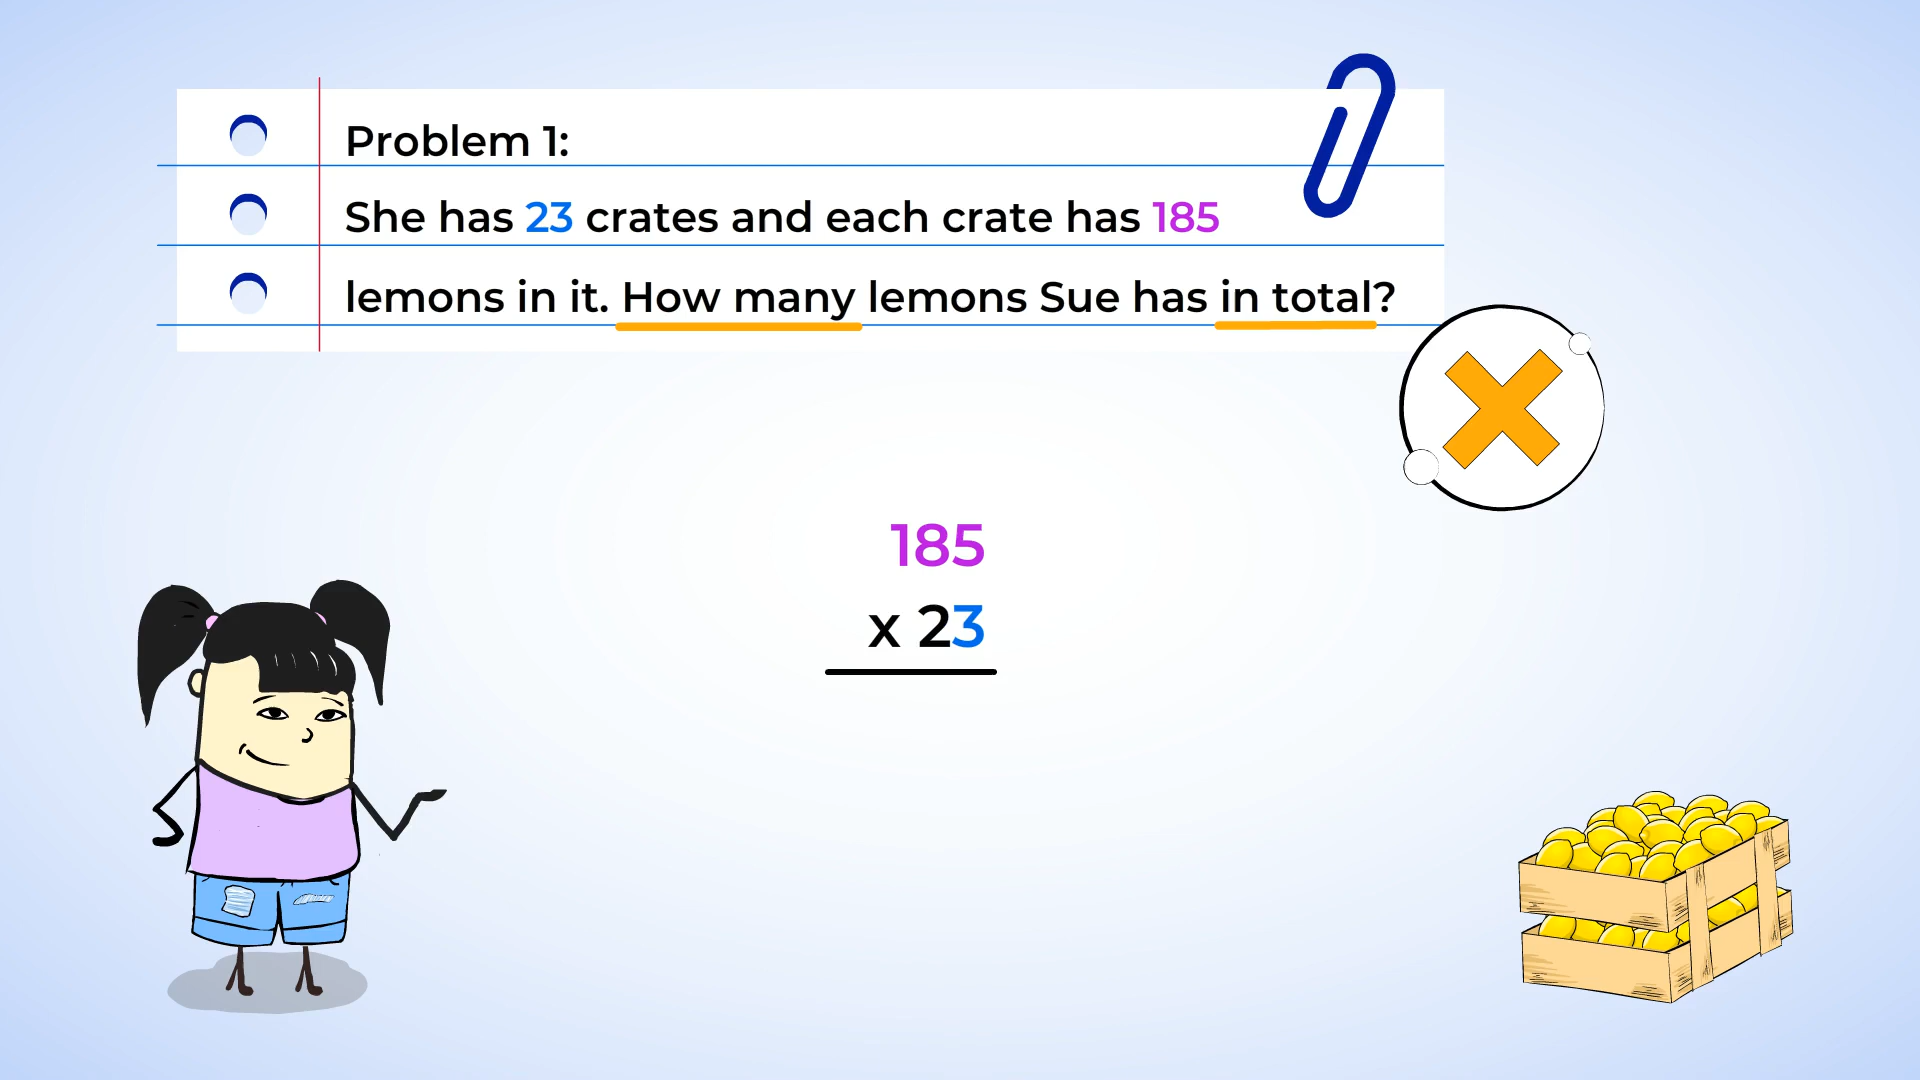 Problem 1:
She has 23 crates and each crate has 185
lemons in it. How many lemons Sue has in total?
185
x 23